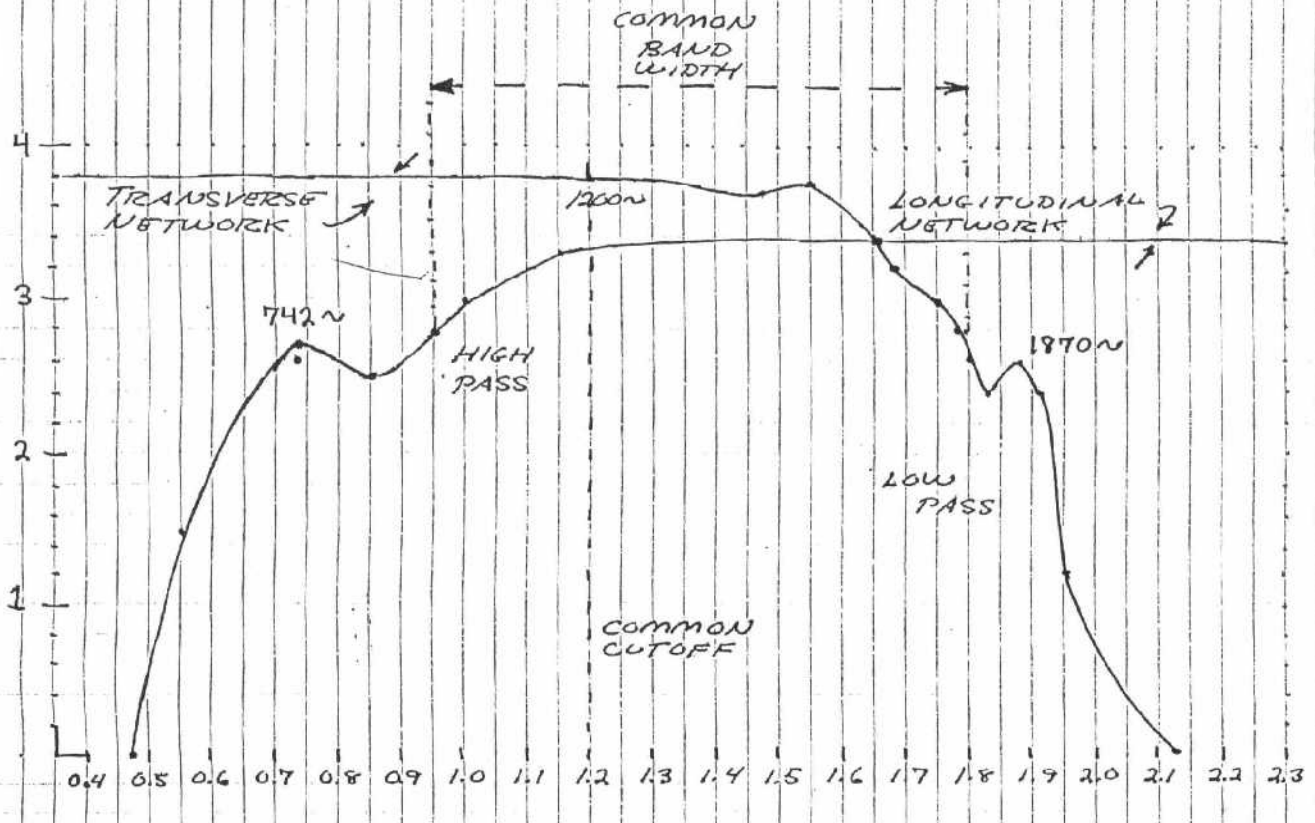 COMMON
BAND
WIDTH
4
TRANSVERSE
NETWORK
1200~
LONGITUDINAL
NETWORK
3
742~
HIGH
PASS
1870~
2
LOW
PASS
1
COMMON
CUTOFF
0.4 0.5 0.6 0.7 0.8 0.9 1.0 1.1 1.2 1.3 1.4 1.5 1.6 1.7 1.8 1.9 2.0 2.1 2.2 2.3